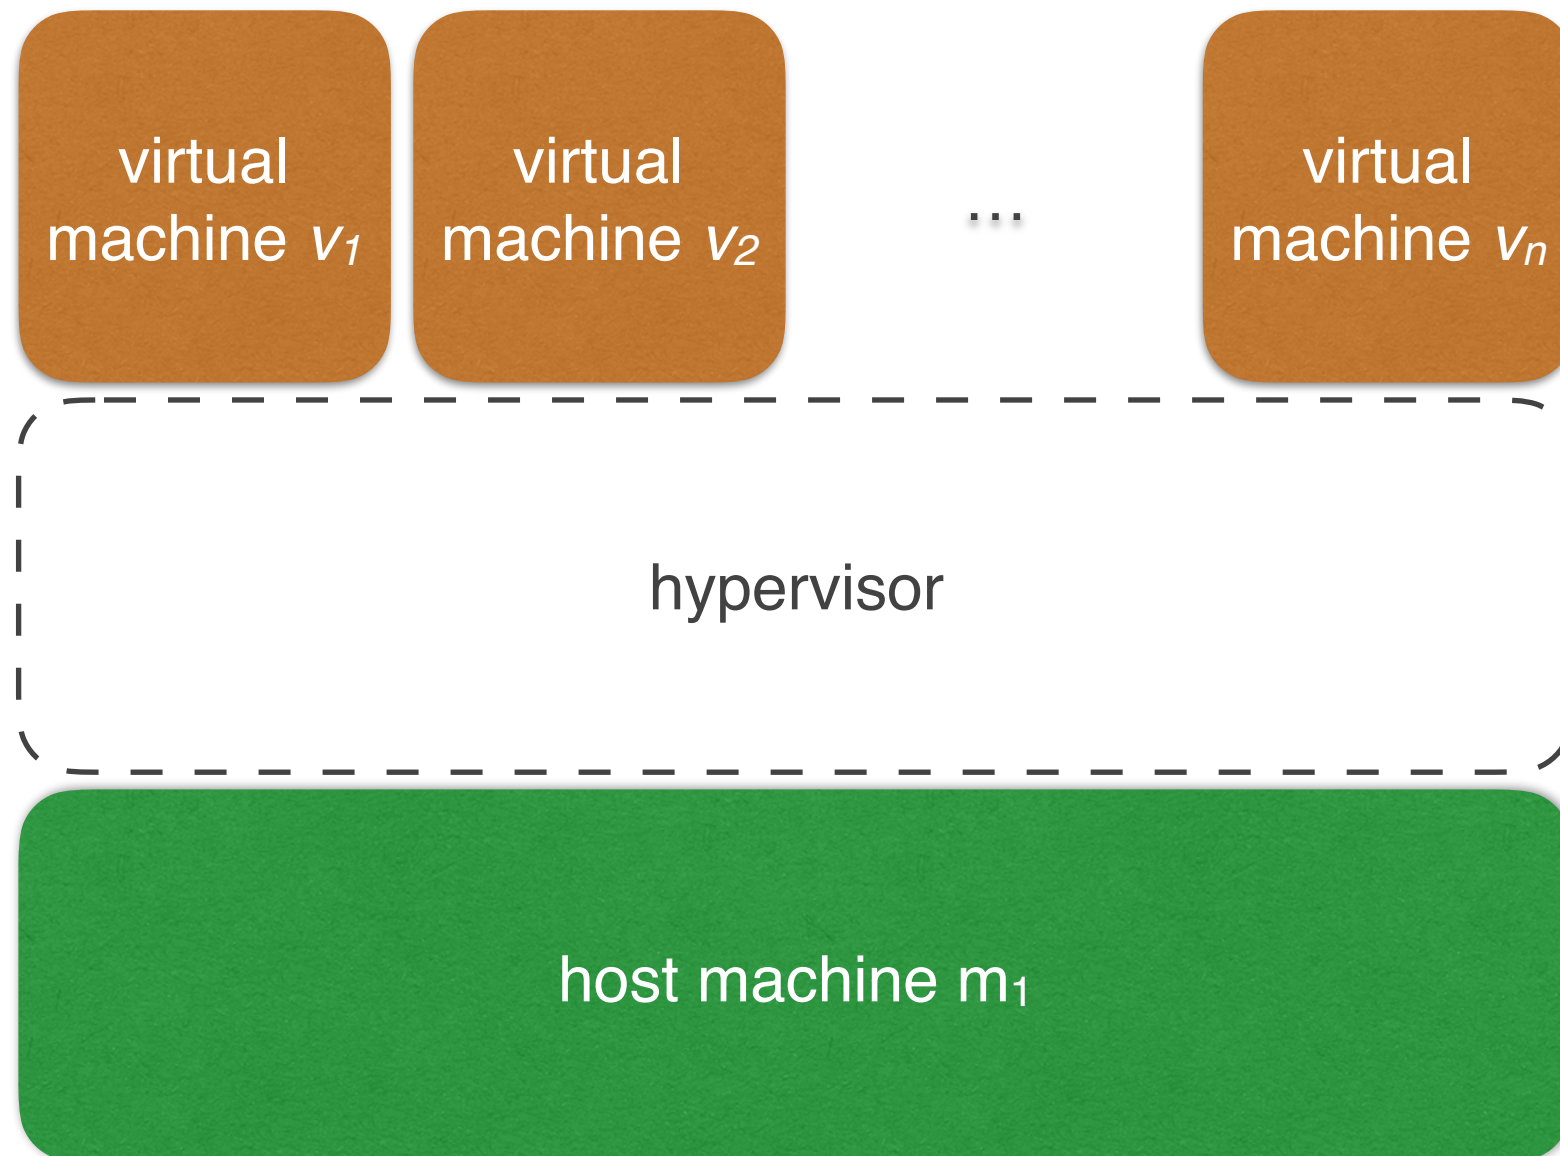 virtual
machine v₁
virtual
machine v₂
...
virtual
machine vₙ
hypervisor
host machine m₁